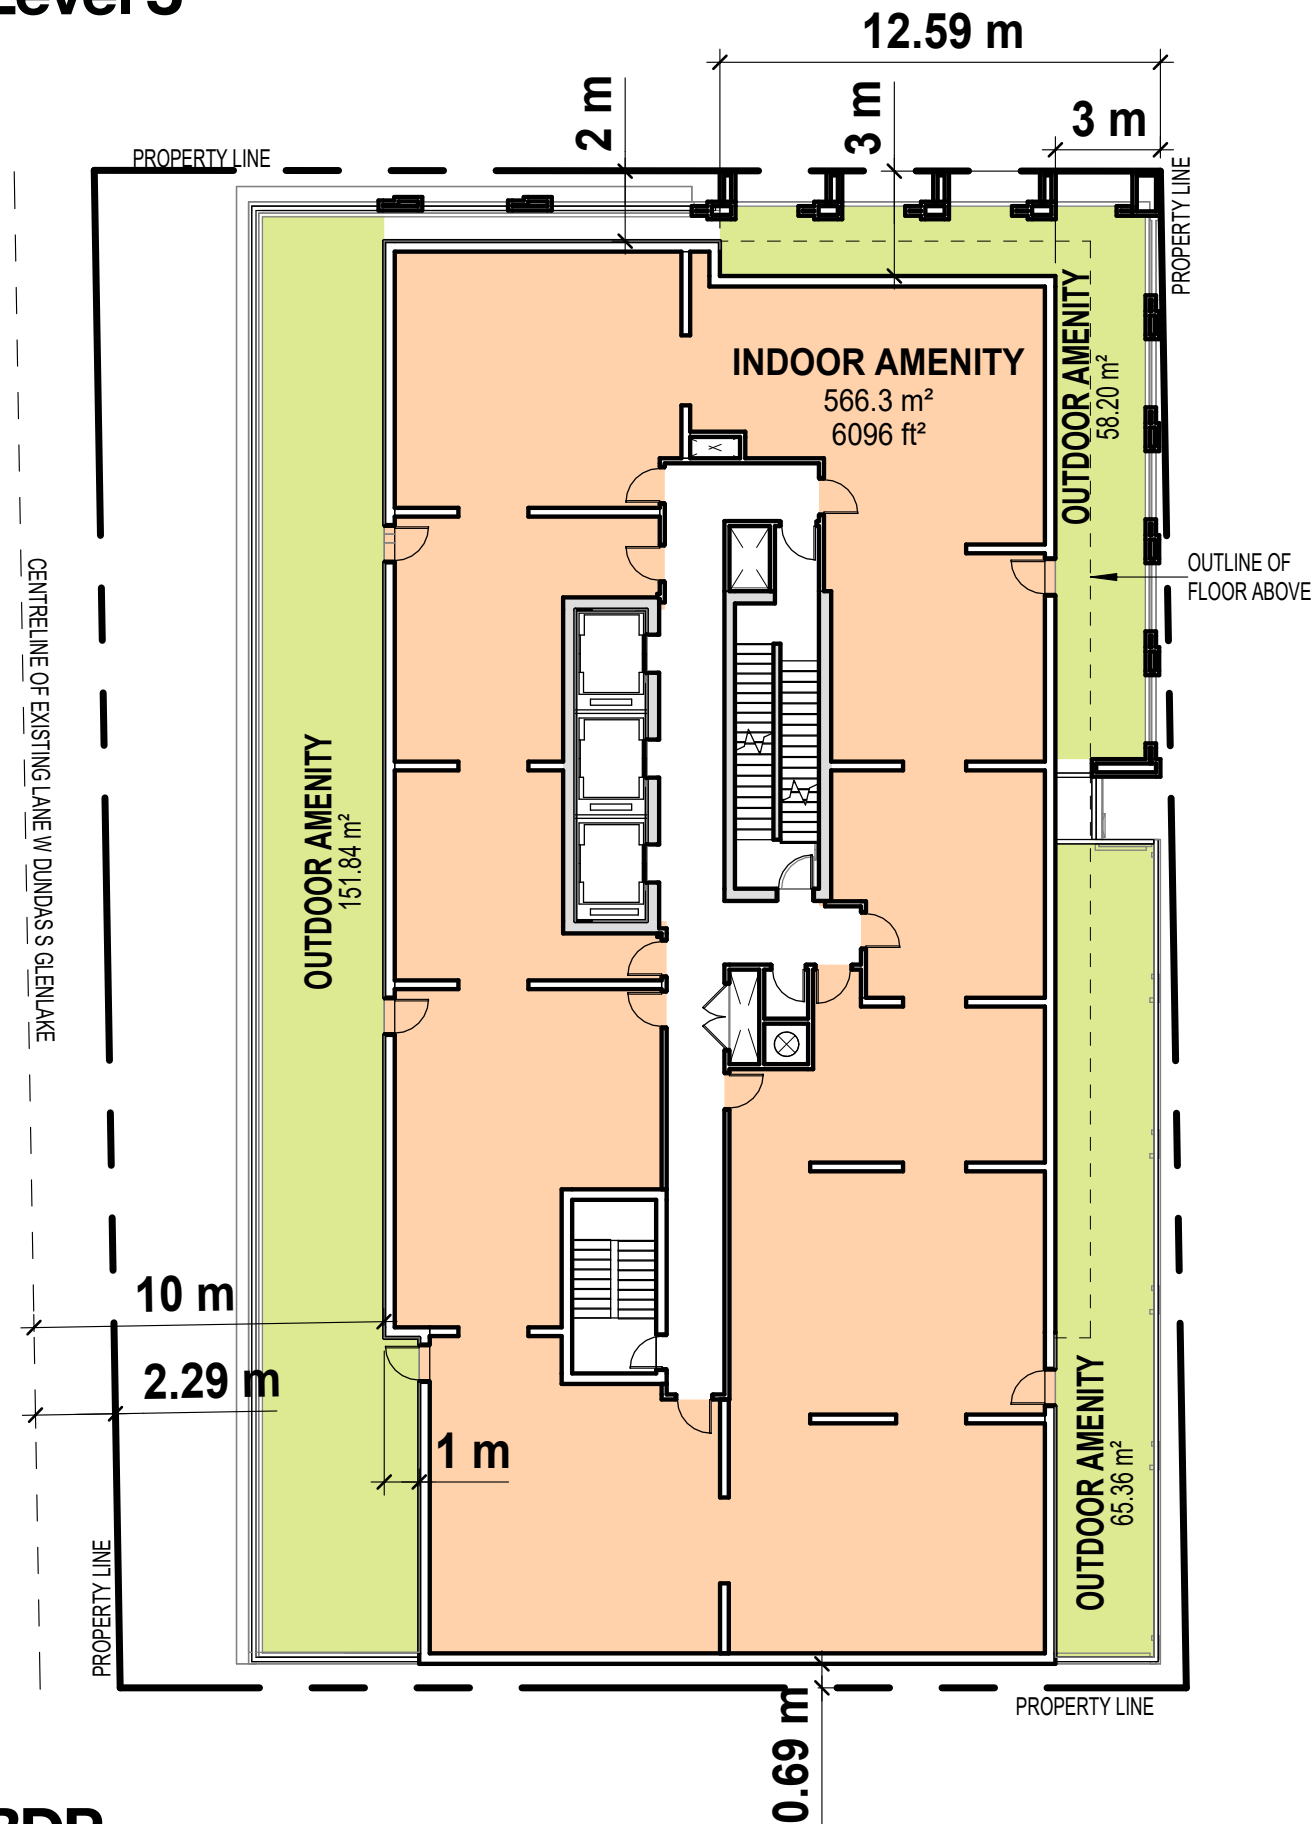 Level 5
12.59 m
2 m
3 m
3 m
PROPERTY LINE
PROPERTY LINE
INDOOR AMENITY
566.3 m²
6096 ft²
OUTDOOR AMENITY
58.20 m²
OUTLINE OF
FLOOR ABOVE
CENTRELINE OF EXISTING LANE W DUNDAS S GLENLAKE
OUTDOOR AMENITY
151.84 m²
10 m
2.29 m
1 m
OUTDOOR AMENITY
65.36 m²
PROPERTY LINE
PROPERTY LINE
0.69 m